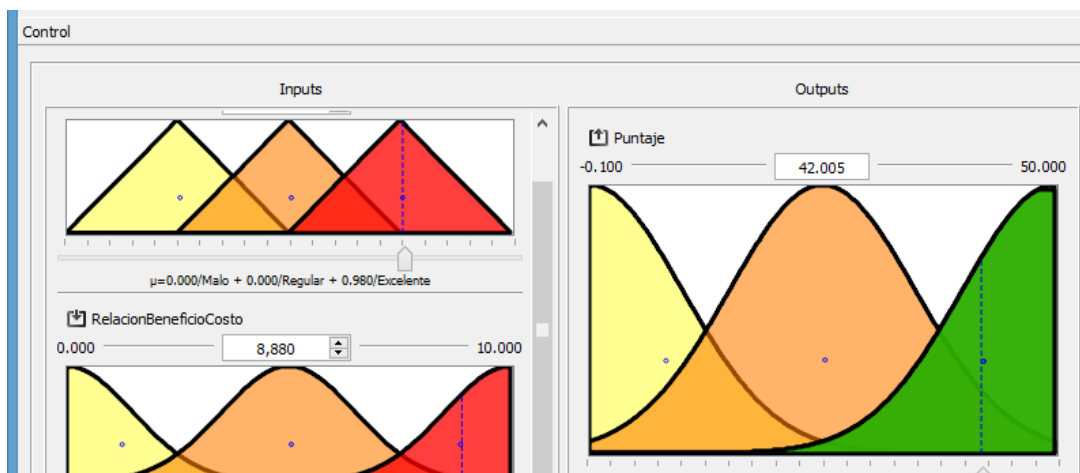 Control
Inputs
μ=0.000/Malo + 0.000/Regular + 0.980/Excelente
RelacionBeneficioCosto
0.000 8,880 10.000
Outputs
Puntaje
-0.100 42.005 50.000